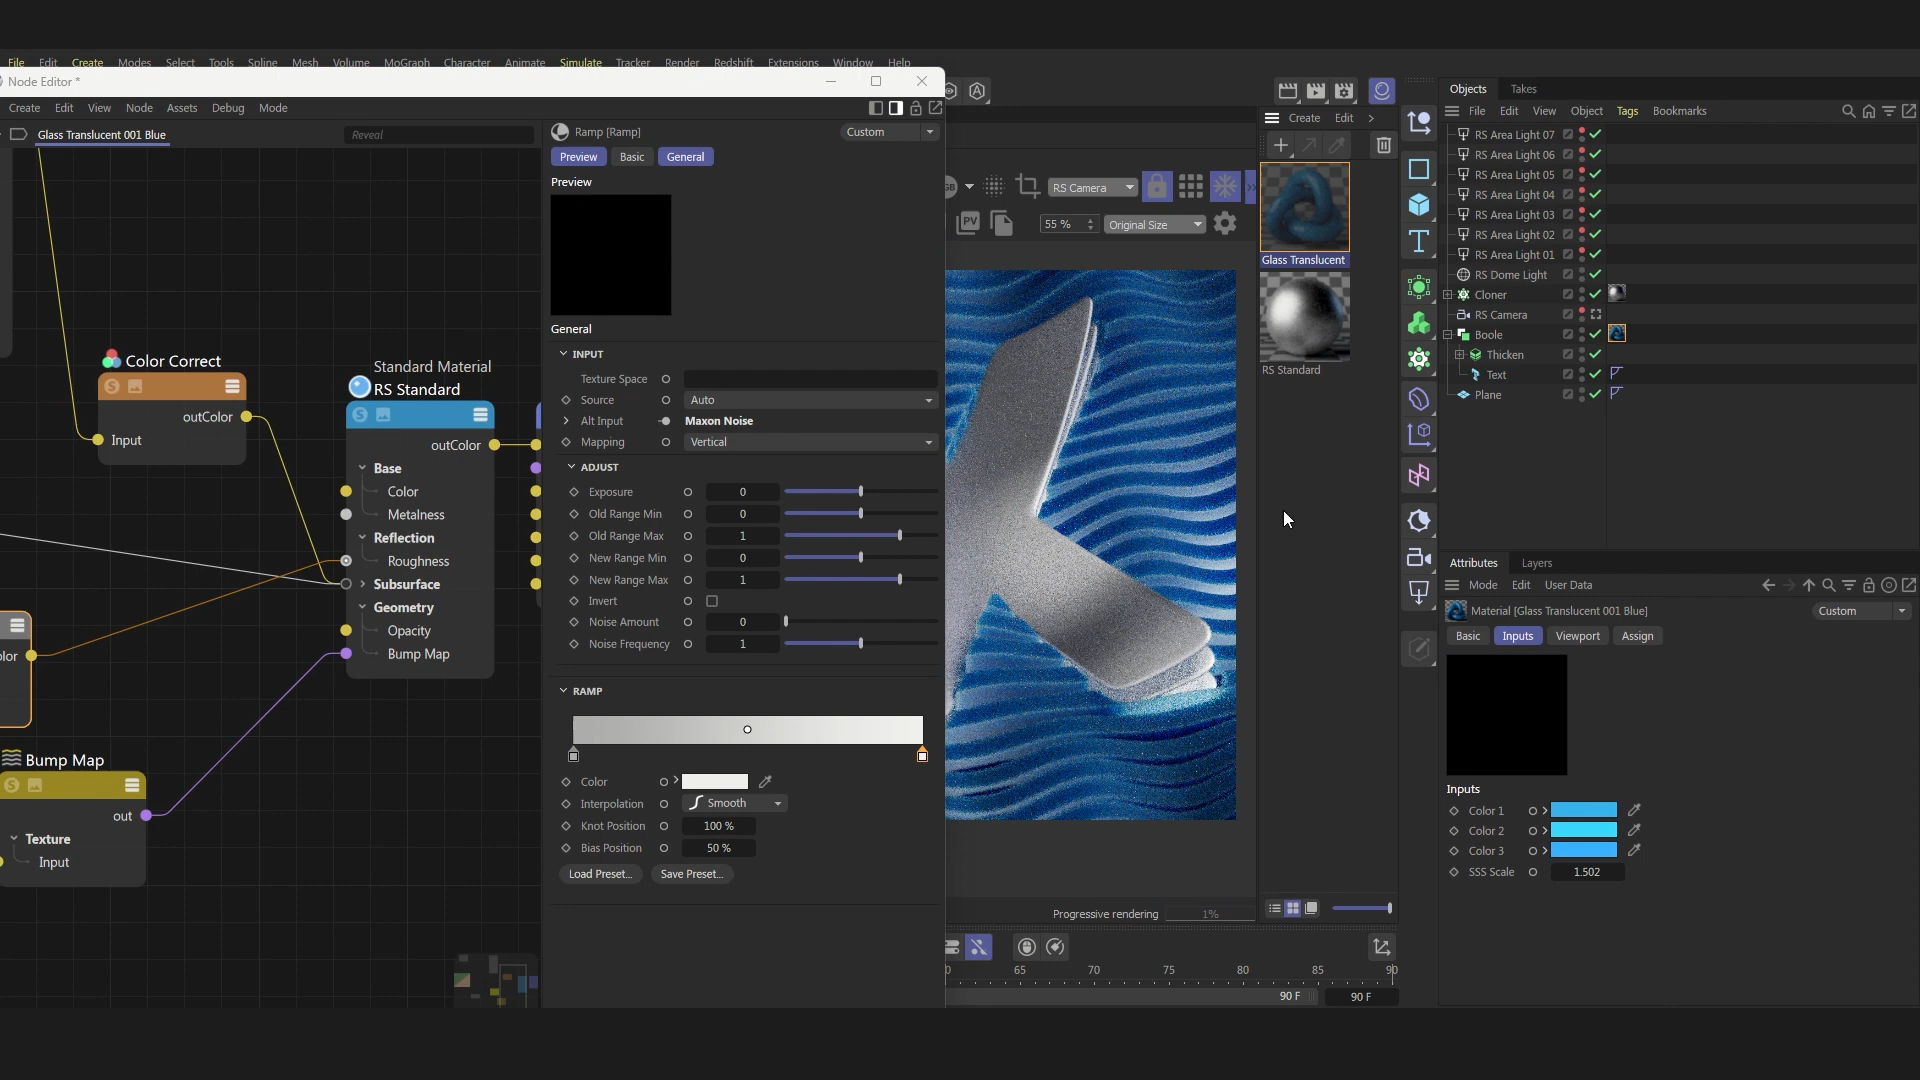 File Edit Create Modes Select Tools Spline Mesh Volume MoGraph Character Animate Simulate Tracker Render Redshift Extensions Window Help
Node Editor *
Create Edit View Node Assets Debug Mode
Glass Translucent 001 Blue
Reveal
Color Correct
outColor
Input
Standard Material
RS Standard
outColor
Base
Color
Metalness
Reflection
Roughness
Subsurface
Geometry
Opacity
Bump Map
Bump Map
out
Texture
Input
Ramp [Ramp]
Custom
Preview Basic General
Preview
General
INPUT
Texture Space
Source Auto
Alt Input Maxon Noise
Mapping Vertical
ADJUST
Exposure 0
Old Range Min 0
Old Range Max 1
New Range Min 0
New Range Max 1
Invert
Noise Amount 0
Noise Frequency 1
RAMP
Color
Interpolation Smooth
Knot Position 100 %
Bias Position 50 %
Load Preset... Save Preset...
RS Camera
PV
55 %
Original Size
Progressive rendering 1%
65 70 75 80 85 90
90 F 90 F
Create Edit
Glass Translucent
RS Standard
Objects Takes
File Edit View Object Tags Bookmarks
RS Area Light 07
RS Area Light 06
RS Area Light 05
RS Area Light 04
RS Area Light 03
RS Area Light 02
RS Area Light 01
RS Dome Light
Cloner
RS Camera
Boole
Thicken
Text
Plane
Attributes Layers
Mode Edit User Data
Material [Glass Translucent 001 Blue]
Custom
Basic Inputs Viewport Assign
Inputs
Color 1
Color 2
Color 3
SSS Scale 1.502